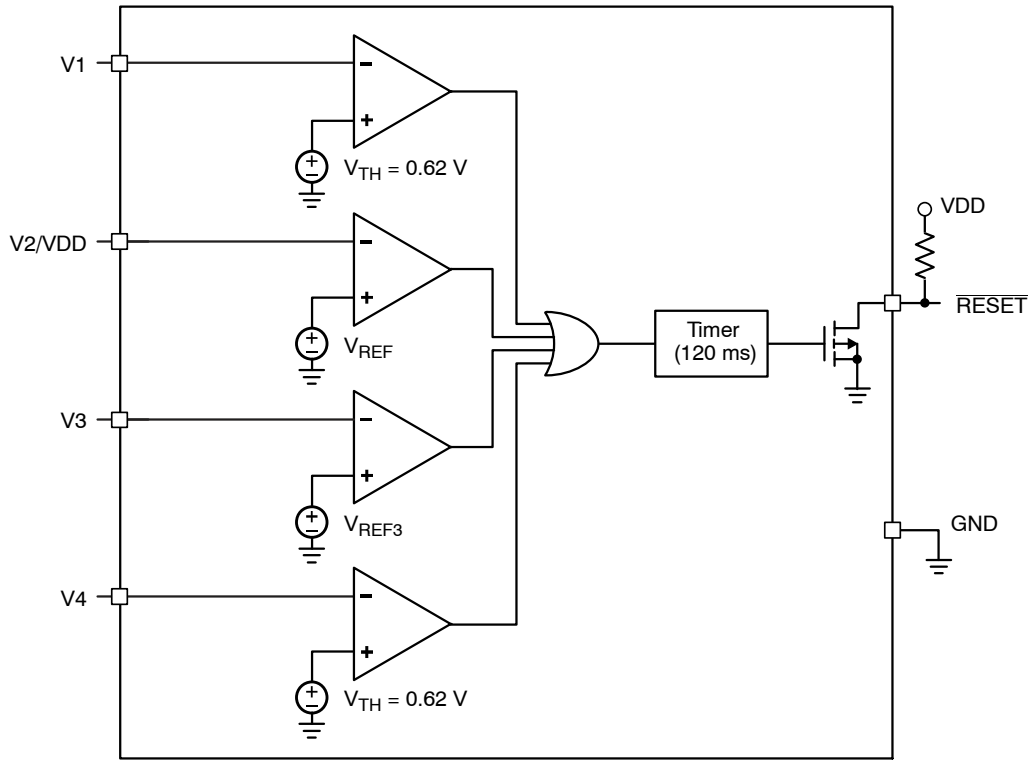 V1
V_TH = 0.62 V
V2/VDD
V_REF
V3
V_REF3
V4
V_TH = 0.62 V
Timer
(120 ms)
VDD
RESET
GND